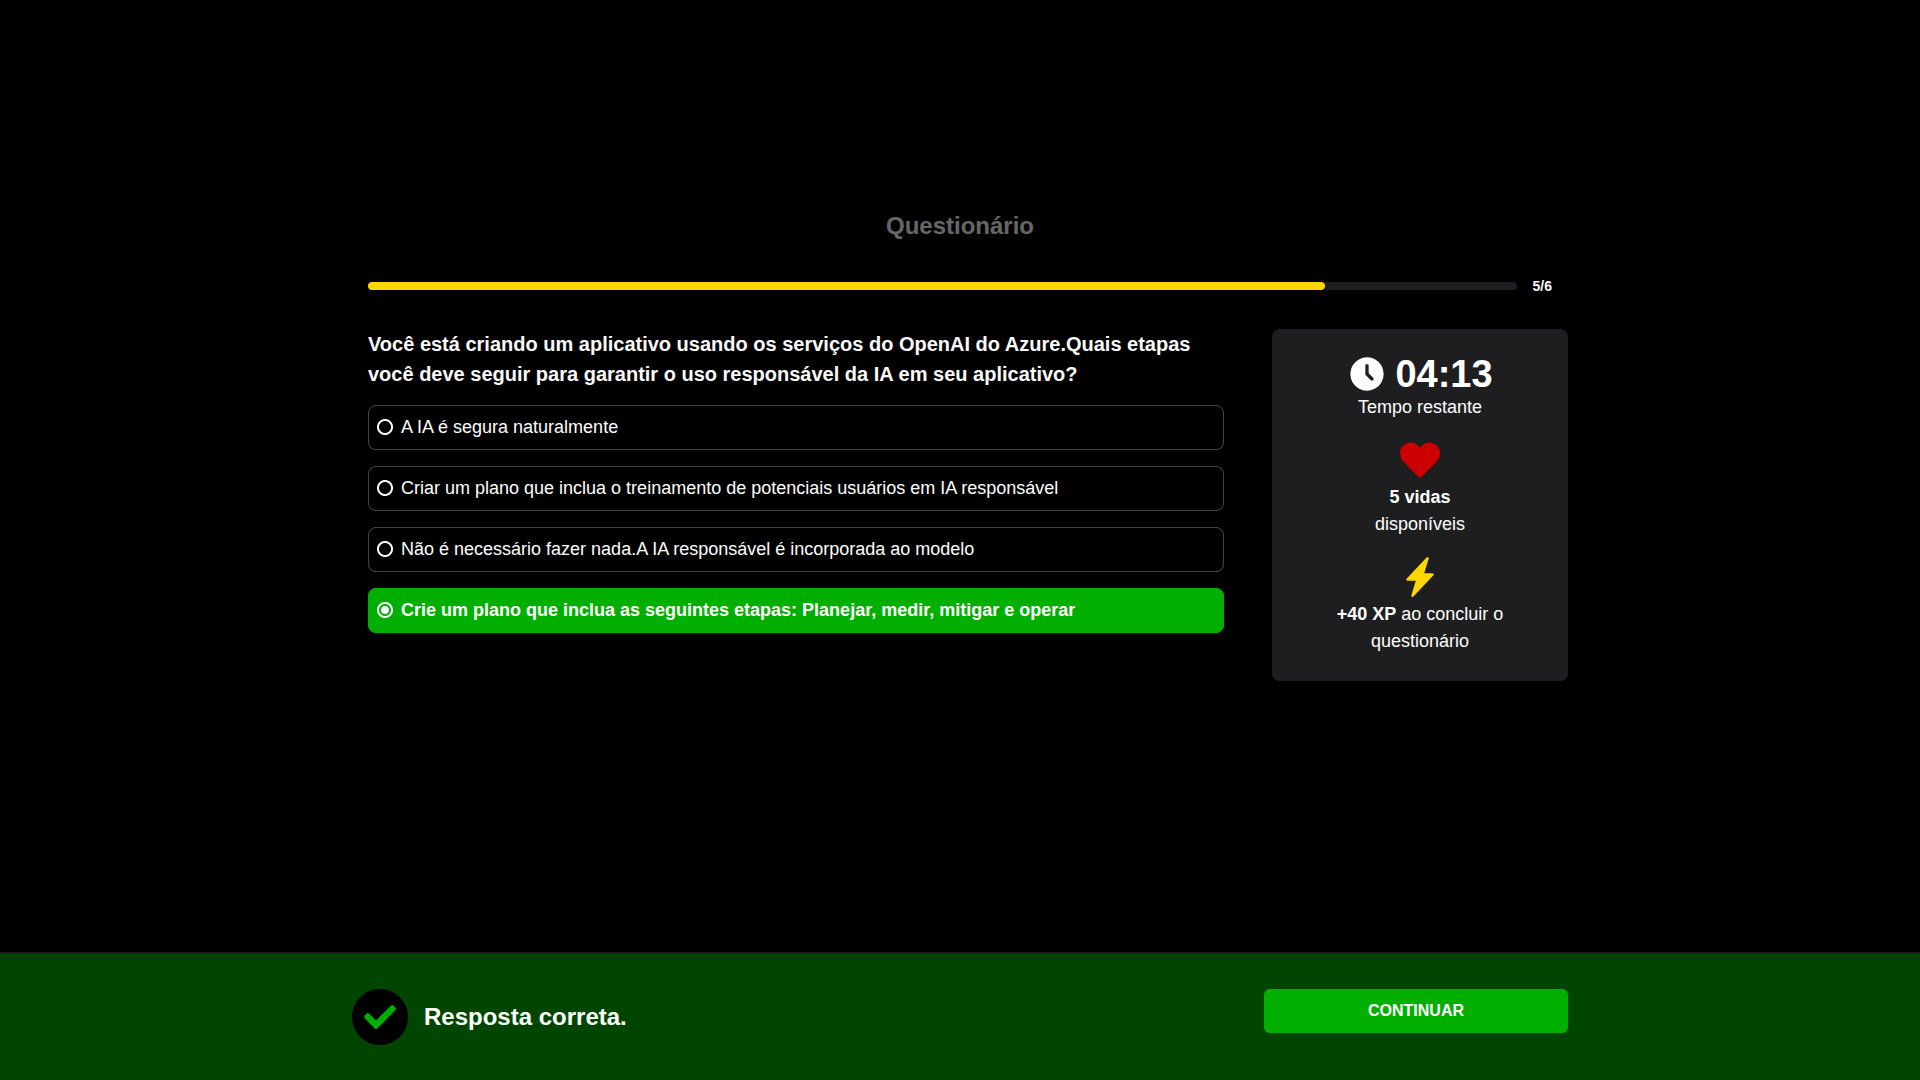 Questionário
5/6
Você está criando um aplicativo usando os serviços do OpenAI do Azure.Quais etapas
você deve seguir para garantir o uso responsável da IA em seu aplicativo?
A IA é segura naturalmente
Criar um plano que inclua o treinamento de potenciais usuários em IA responsável
Não é necessário fazer nada.A IA responsável é incorporada ao modelo
Crie um plano que inclua as seguintes etapas: Planejar, medir, mitigar e operar
04:13
Tempo restante
5 vidas
disponíveis
+40 XP ao concluir o
questionário
Resposta correta.
CONTINUAR